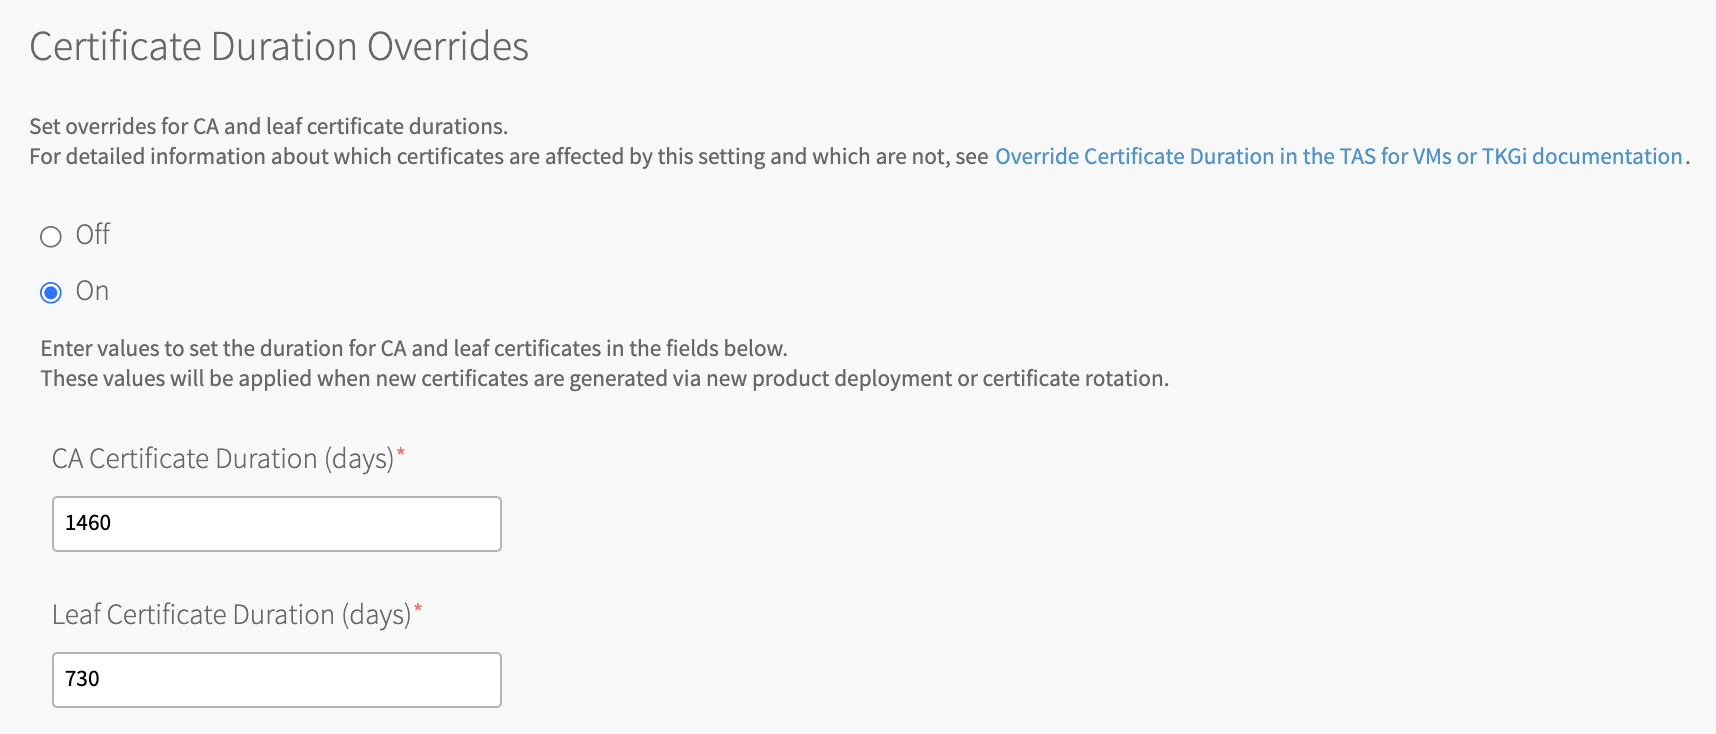 Certificate Duration Overrides
Set overrides for CA and leaf certificate durations.
For detailed information about which certificates are affected by this setting and which are not, see Override Certificate Duration in the TAS for VMs or TKGi documentation.
Off
On
Enter values to set the duration for CA and leaf certificates in the fields below.
These values will be applied when new certificates are generated via new product deployment or certificate rotation.
CA Certificate Duration (days)*
1460
Leaf Certificate Duration (days)*
730